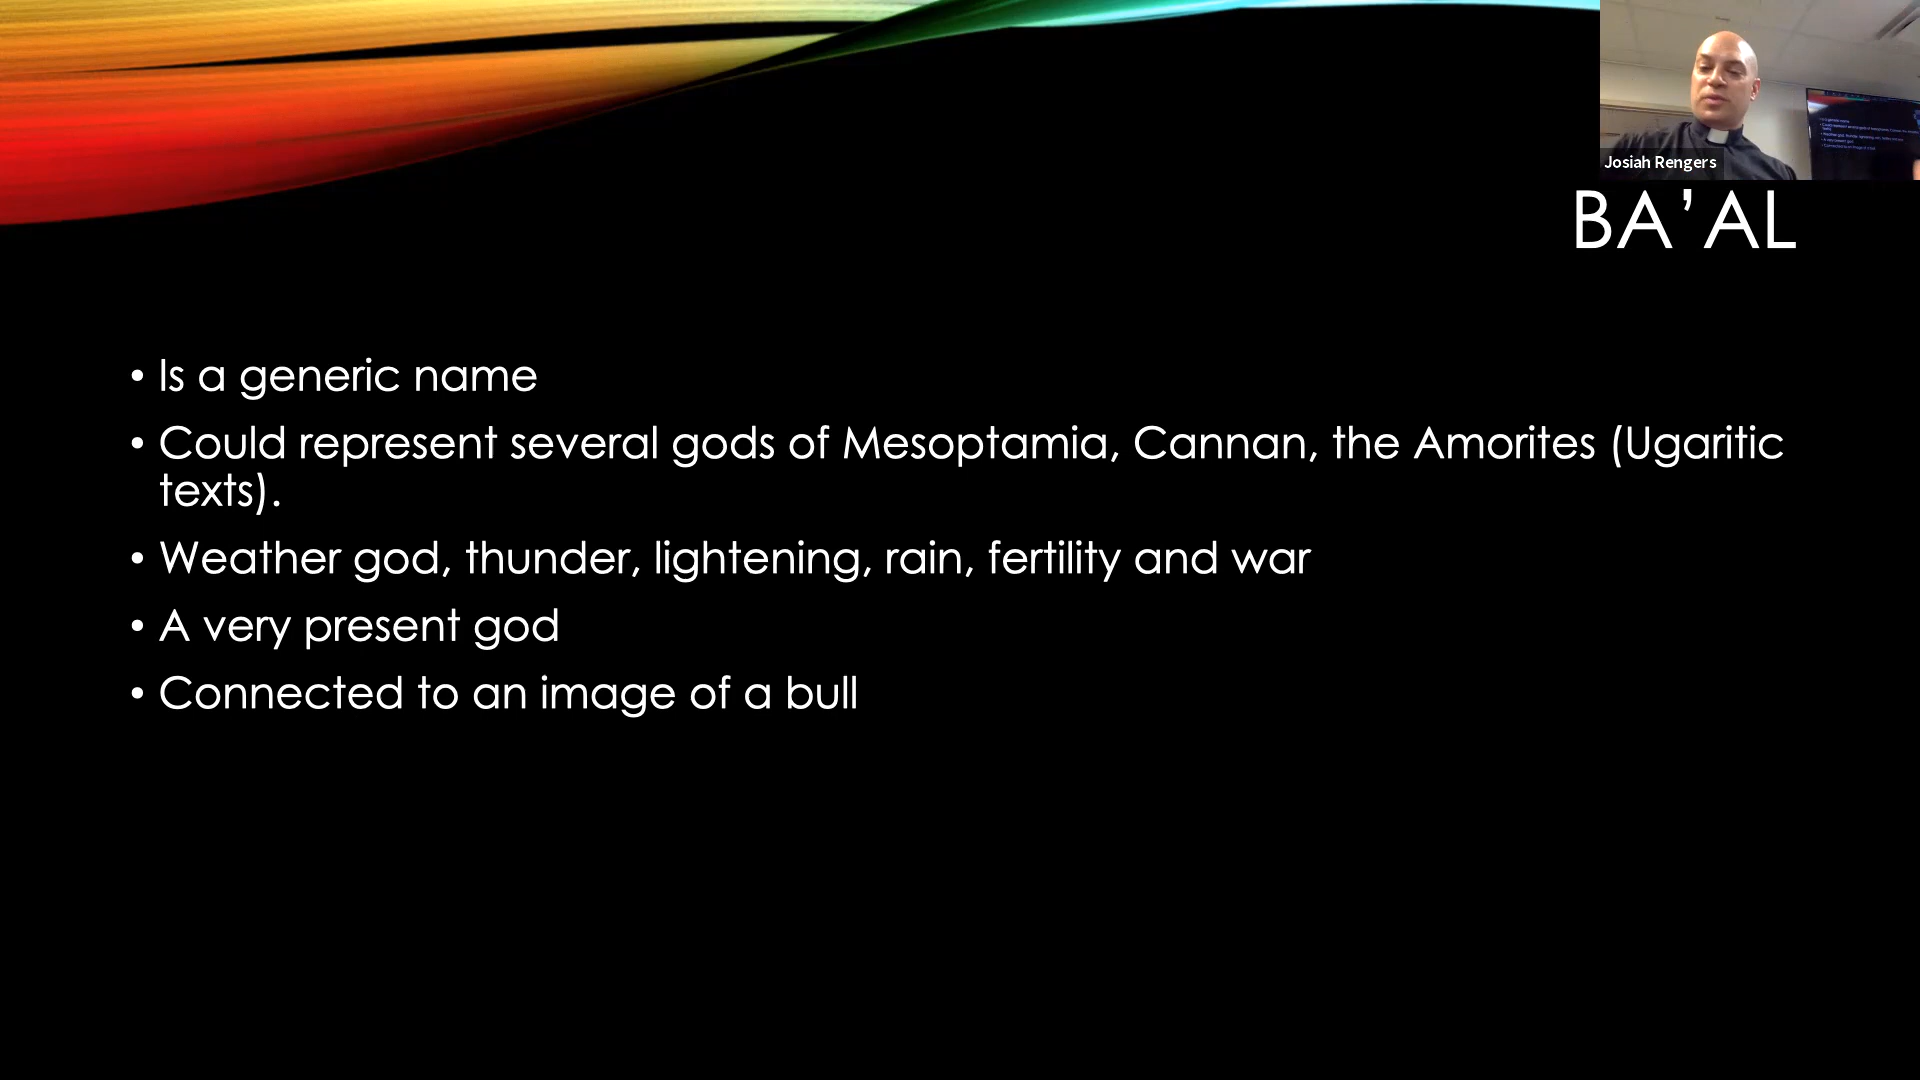 Josiah Rengers
BA’AL
• Is a generic name
• Could represent several gods of Mesoptamia, Cannan, the Amorites (Ugaritic
texts).
• Weather god, thunder, lightening, rain, fertility and war
• A very present god
• Connected to an image of a bull